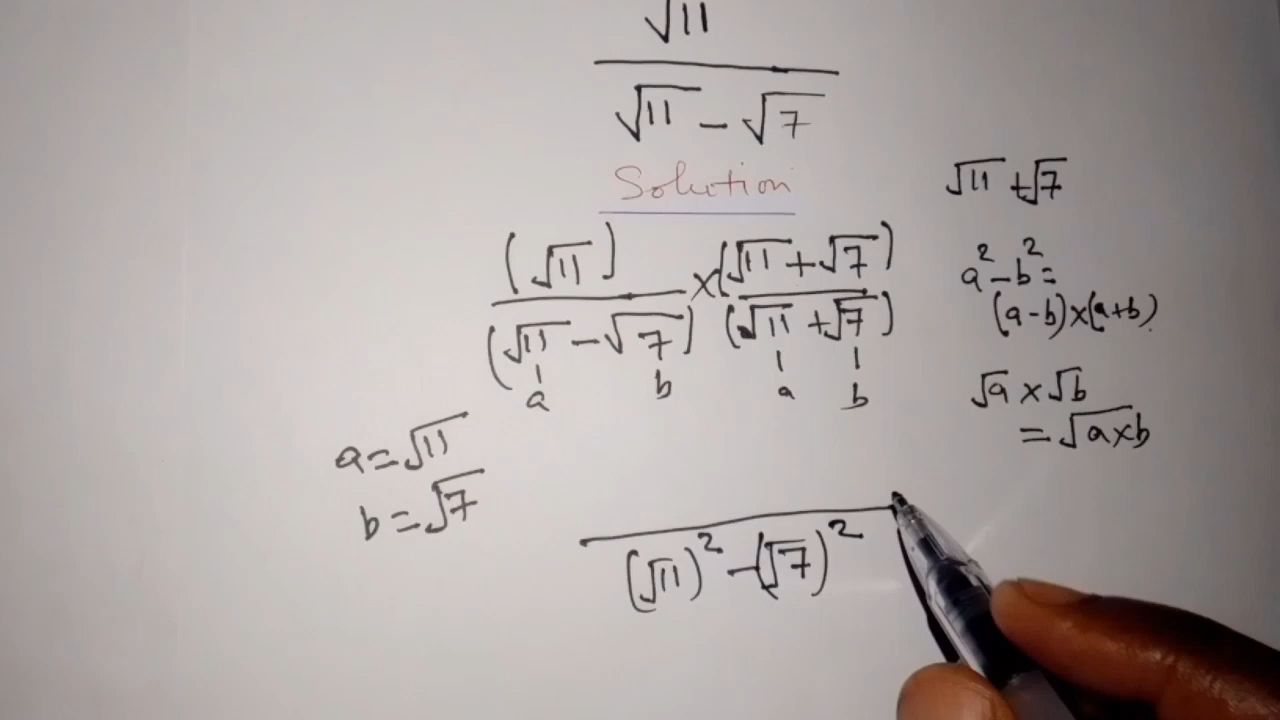 √11
√11 - √7
Solution
√11 + √7
(√11) × (√11 + √7)
(√11 - √7) (√11 + √7)
a b a b
a² - b² =
(a-b)×(a+b)
√a × √b
= √a×b
a = √11
b = √7
(√11)² - (√7)²